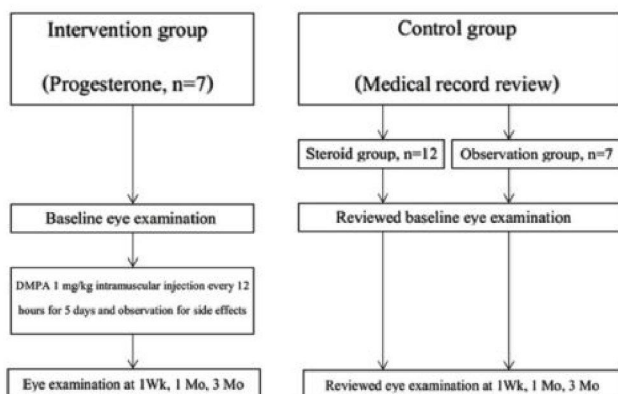 Intervention group
(Progesterone, n=7)
Control group
(Medical record review)
Steroid group, n=12
Observation group, n=7
Baseline eye examination
Reviewed baseline eye examination
DMPA 1 mg/kg intramuscular injection every 12
hours for 5 days and observation for side effects
Eye examination at 1Wk, 1 Mo, 3 Mo
Reviewed eye examination at 1Wk, 1 Mo, 3 Mo